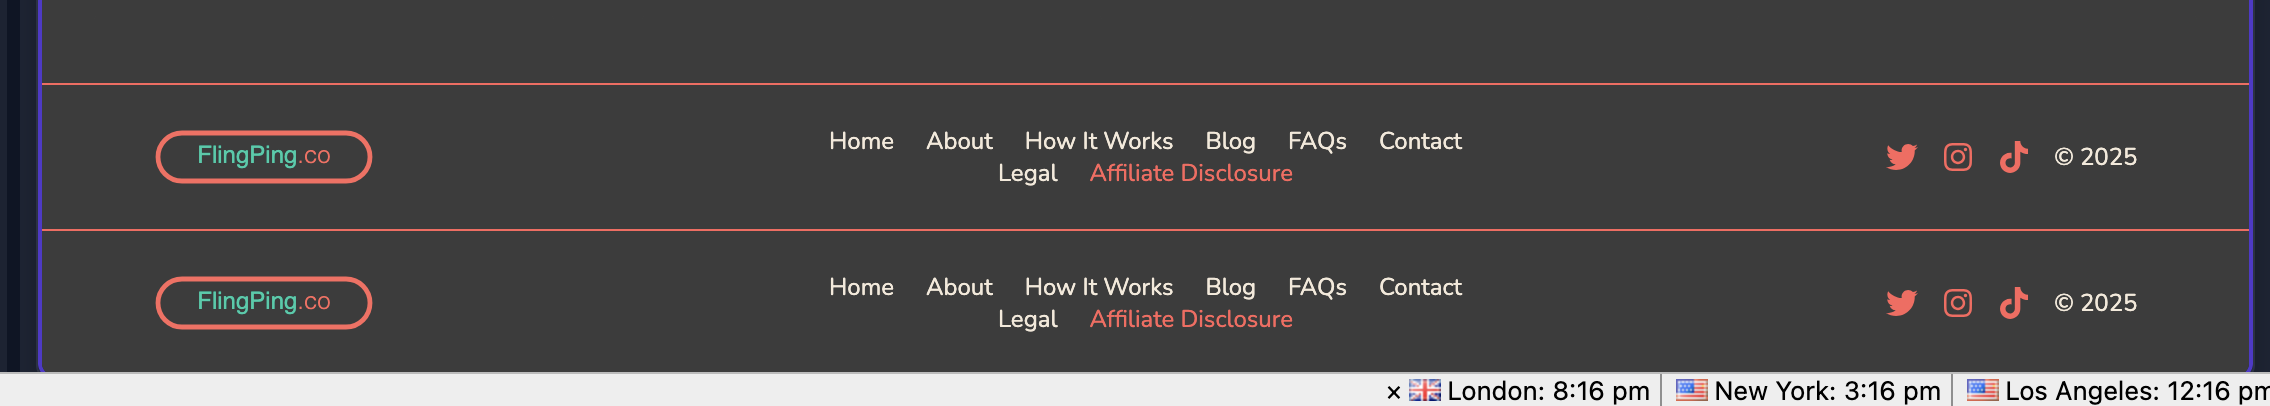 FlingPing.co
Home About How It Works Blog FAQs Contact
Legal Affiliate Disclosure
© 2025
FlingPing.co
Home About How It Works Blog FAQs Contact
Legal Affiliate Disclosure
© 2025
× London: 8:16 pm New York: 3:16 pm Los Angeles: 12:16 pm